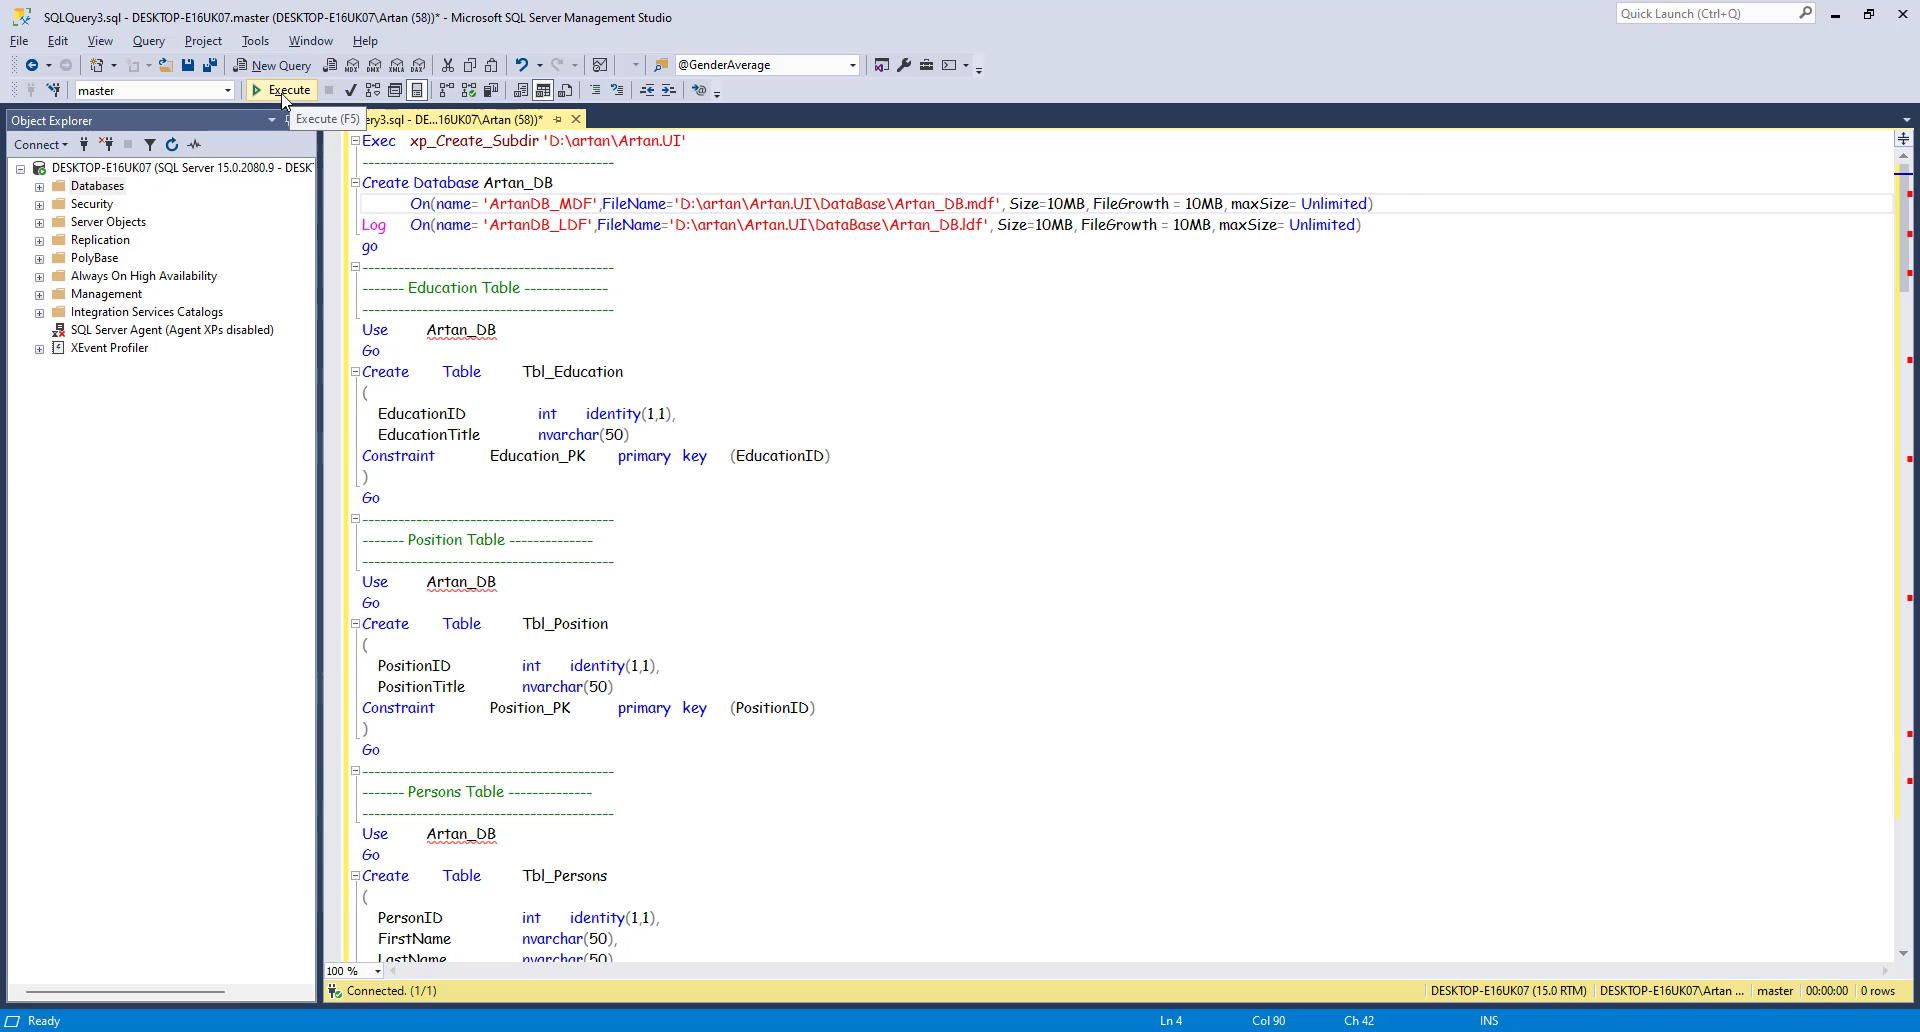 SQLQuery3.sql - DESKTOP-E16UK07.master (DESKTOP-E16UK07\Artan (58))* - Microsoft SQL Server Management Studio
Quick Launch (Ctrl+Q)
File Edit View Query Project Tools Window Help
New Query MDX DMX XMLA DAX @GenderAverage
master Execute
Execute (F5)
Object Explorer
ery3.sql - DE...16UK07\Artan (58))*
Connect
DESKTOP-E16UK07 (SQL Server 15.0.2080.9 - DESK
Databases
Security
Server Objects
Replication
PolyBase
Always On High Availability
Management
Integration Services Catalogs
SQL Server Agent (Agent XPs disabled)
XEvent Profiler
Exec xp_Create_Subdir 'D:\artan\Artan.UI'
------------------------------------------
Create Database Artan_DB
On(name= 'ArtanDB_MDF',FileName='D:\artan\Artan.UI\DataBase\Artan_DB.mdf', Size=10MB, FileGrowth = 10MB, maxSize= Unlimited)
Log On(name= 'ArtanDB_LDF',FileName='D:\artan\Artan.UI\DataBase\Artan_DB.ldf', Size=10MB, FileGrowth = 10MB, maxSize= Unlimited)
go
------------------------------------------
------- Education Table --------------
------------------------------------------
Use Artan_DB
Go
Create Table Tbl_Education
(
EducationID int identity(1,1),
EducationTitle nvarchar(50)
Constraint Education_PK primary key (EducationID)
)
Go
------------------------------------------
------- Position Table --------------
------------------------------------------
Use Artan_DB
Go
Create Table Tbl_Position
(
PositionID int identity(1,1),
PositionTitle nvarchar(50)
Constraint Position_PK primary key (PositionID)
)
Go
------------------------------------------
------- Persons Table --------------
------------------------------------------
Use Artan_DB
Go
Create Table Tbl_Persons
(
PersonID int identity(1,1),
FirstName nvarchar(50),
LastName nvarchar(50)
100 %
Connected. (1/1)
DESKTOP-E16UK07 (15.0 RTM) DESKTOP-E16UK07\Artan ... master 00:00:00 0 rows
Ready
Ln 4 Col 90 Ch 42 INS